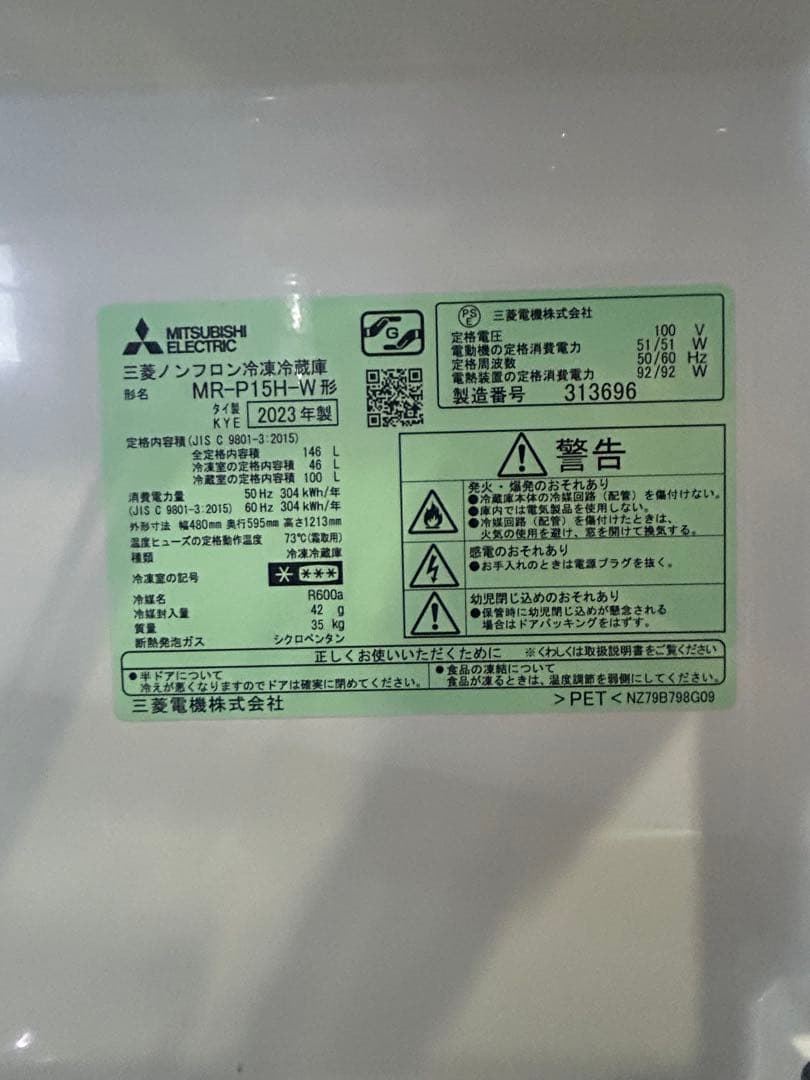 MITSUBISHI
ELECTRIC
三菱ノンフロン冷凍冷蔵庫
形名 MR-P15H-W形
タイ製
KYE 2023年製
定格内容積(JIS C 9801-3:2015)
全定格内容積 146 L
冷凍室の定格内容積 46 L
冷蔵室の定格内容積 100 L
消費電力量 50 Hz 304 kWh/年
(JIS C 9801-3:2015) 60 Hz 304 kWh/年
外形寸法 幅480mm 奥行595mm 高さ1213mm
温度ヒューズの定格動作温度 73℃(霜取用)
種類 冷凍冷蔵庫
冷凍室の記号 * ***
冷媒名 R600a
冷媒封入量 42 g
質量 35 kg
断熱発泡ガス シクロペンタン
G
PS
E
三菱電機株式会社
定格電圧 100 V
電動機の定格消費電力 51/51 W
定格周波数 50/60 Hz
電熱装置の定格消費電力 92/92 W
製造番号 313696
警告
発火・爆発のおそれあり
●冷蔵庫本体の冷媒回路（配管）を傷付けない。
●庫内では電気製品を使用しない。
●冷媒回路（配管）を傷付けたときは、
火気の使用を避け、窓を開けて換気する。
感電のおそれあり
●お手入れのときは電源プラグを抜く。
幼児閉じ込めのおそれあり
●保管時に幼児閉じ込めが懸念される
場合はドアパッキングをはずす。
正しくお使いいただくために ※くわしくは取扱説明書をご覧ください
●半ドアについて
冷えが悪くなりますのでドアは確実に閉めてください。
●食品の凍結について
食品が凍るときは、温度調節を弱側にしてください。
三菱電機株式会社
>PET< NZ79B798G09